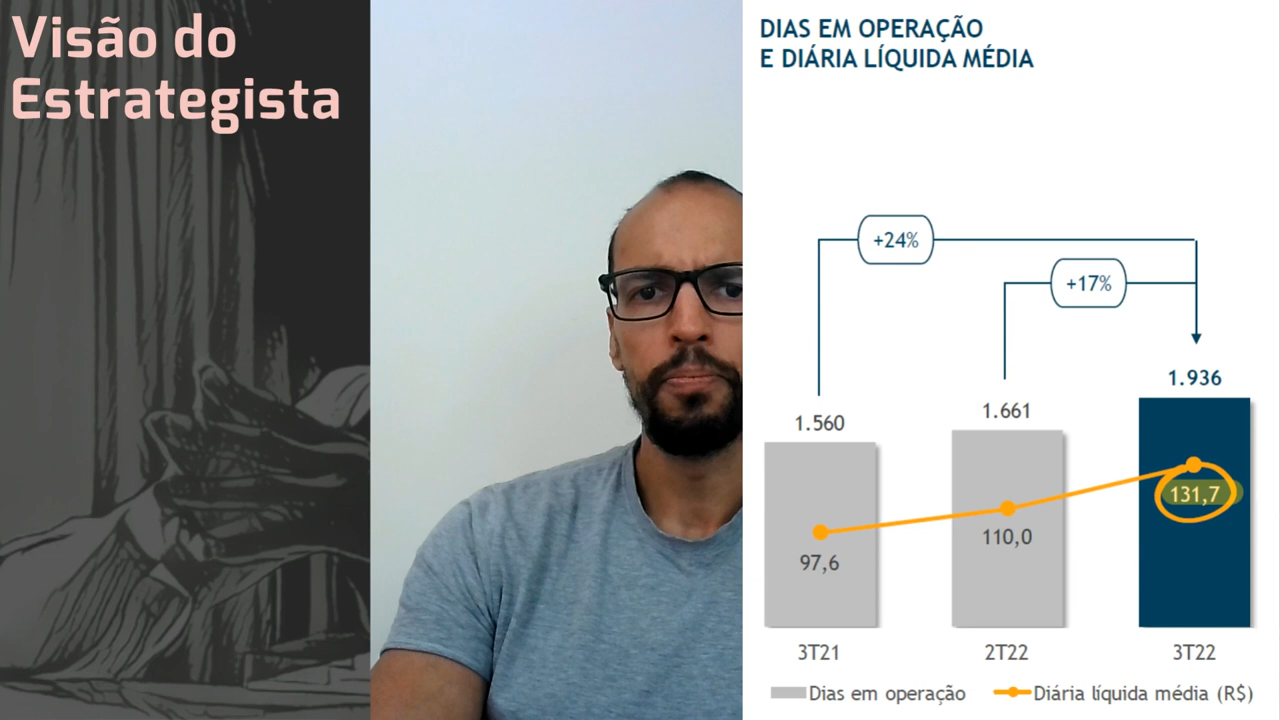 Visão do
Estrategista
DIAS EM OPERAÇÃO
E DIÁRIA LÍQUIDA MÉDIA
+24%
+17%
1.936
1.661
1.560
131,7
110,0
97,6
3T21
2T22
3T22
Dias em operação
Diária líquida média (R$)